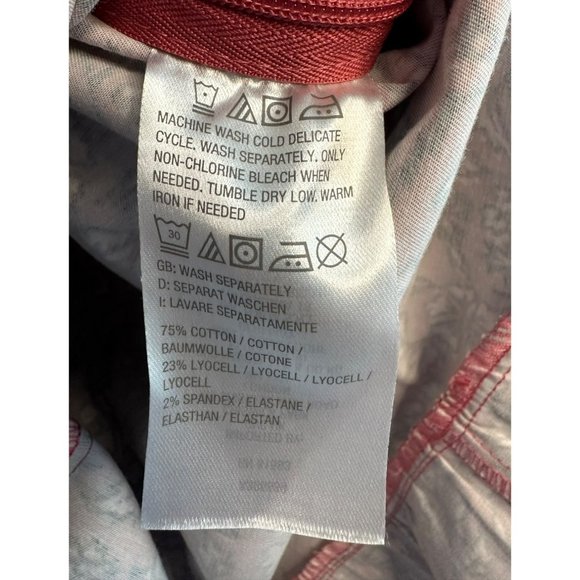 MACHINE WASH COLD DELICATE
CYCLE. WASH SEPARATELY. ONLY
NON-CHLORINE BLEACH WHEN
NEEDED. TUMBLE DRY LOW. WARM
IRON IF NEEDED
30
GB: WASH SEPARATELY
D: SEPARAT WASCHEN
I: LAVARE SEPARATAMENTE
75% COTTON / COTTON /
BAUMWOLLE / COTONE
23% LYOCELL / LYOCELL / LYOCELL /
LYOCELL
2% SPANDEX / ELASTANE /
ELASTHAN / ELASTAN